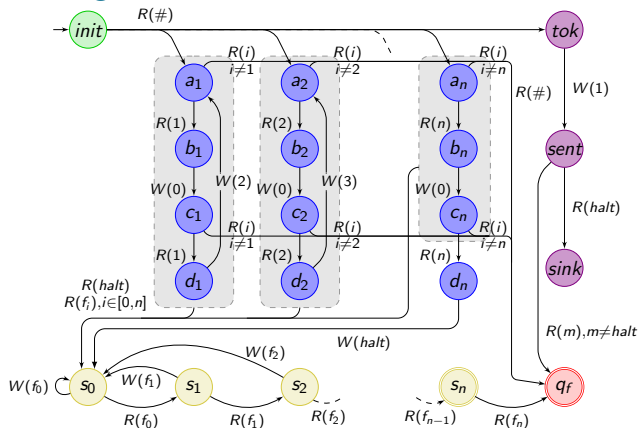 init
R(#)
tok
R(i)
i≠1
R(i)
i≠2
R(i)
i≠n
a1
a2
an
R(#)
W(1)
R(1)
R(2)
R(n)
b1
b2
bn
sent
W(0)
W(2)
W(0)
W(3)
W(0)
R(halt)
c1
c2
cn
R(i)
i≠1
R(i)
i≠2
R(i)
i≠n
R(1)
R(2)
R(n)
d1
d2
dn
sink
R(halt)
R(fi),i∈[0,n]
W(halt)
R(m),m≠halt
W(f2)
W(f1)
W(f0)
s0
s1
s2
sn
qf
R(f0)
R(f1)
R(f2)
R(fn−1)
R(fn)